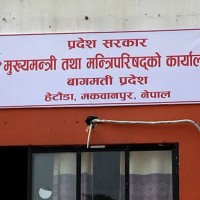 प्रदेश सरकार
मुख्यमन्त्री तथा मन्त्रिपरिषद्को कार्याल
बागमती प्रदेश
हेटौंडा, मकवानपुर, नेपाल